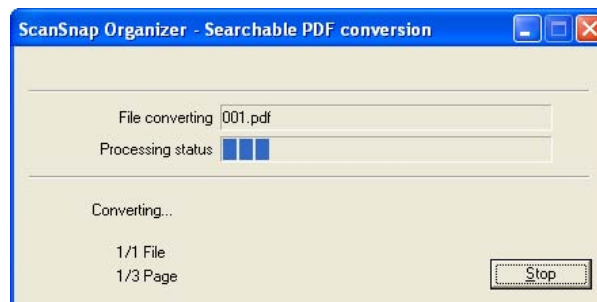 ScanSnap Organizer - Searchable PDF conversion
File converting 001.pdf
Processing status
Converting...
1/1 File
1/3 Page
Stop